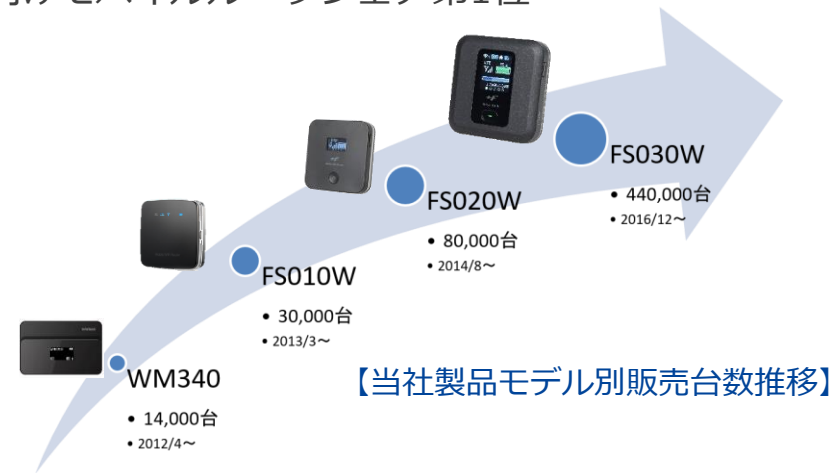 WM340
• 14,000台
• 2012/4～
FS010W
• 30,000台
• 2013/3～
FS020W
• 80,000台
• 2014/8～
FS030W
• 440,000台
• 2016/12～
【当社製品モデル別販売台数推移】